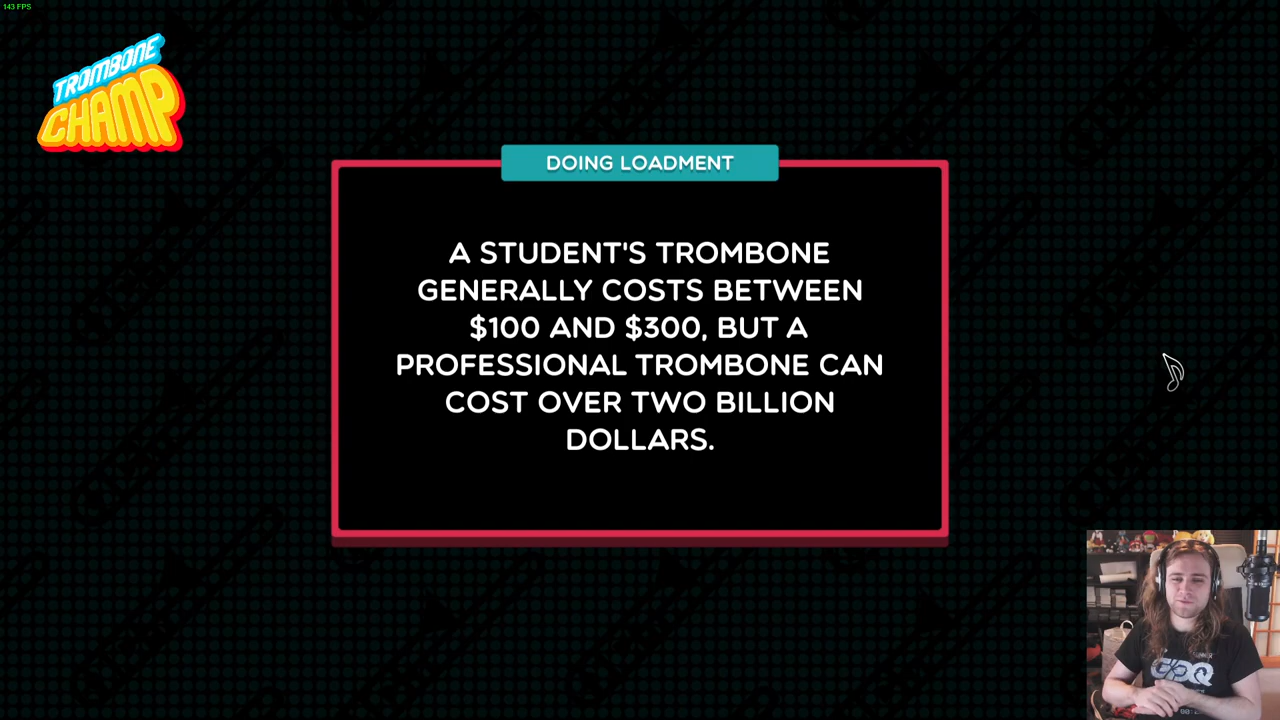 143 FPS
TROMBONE
CHAMP
DOING LOADMENT
A STUDENT'S TROMBONE
GENERALLY COSTS BETWEEN
$100 AND $300, BUT A
PROFESSIONAL TROMBONE CAN
COST OVER TWO BILLION
DOLLARS.
GDQ